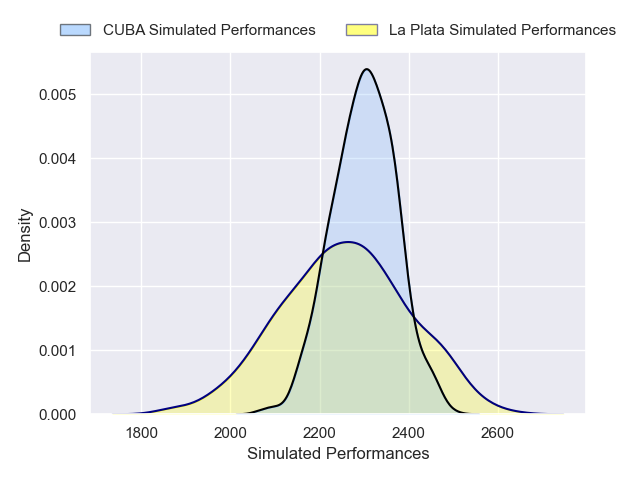 CUBA Simulated Performances   La Plata Simulated Performances
0.005
0.004
0.003
0.002
0.001
0.000
Density
1800   2000   2200   2400   2600
Simulated Performances